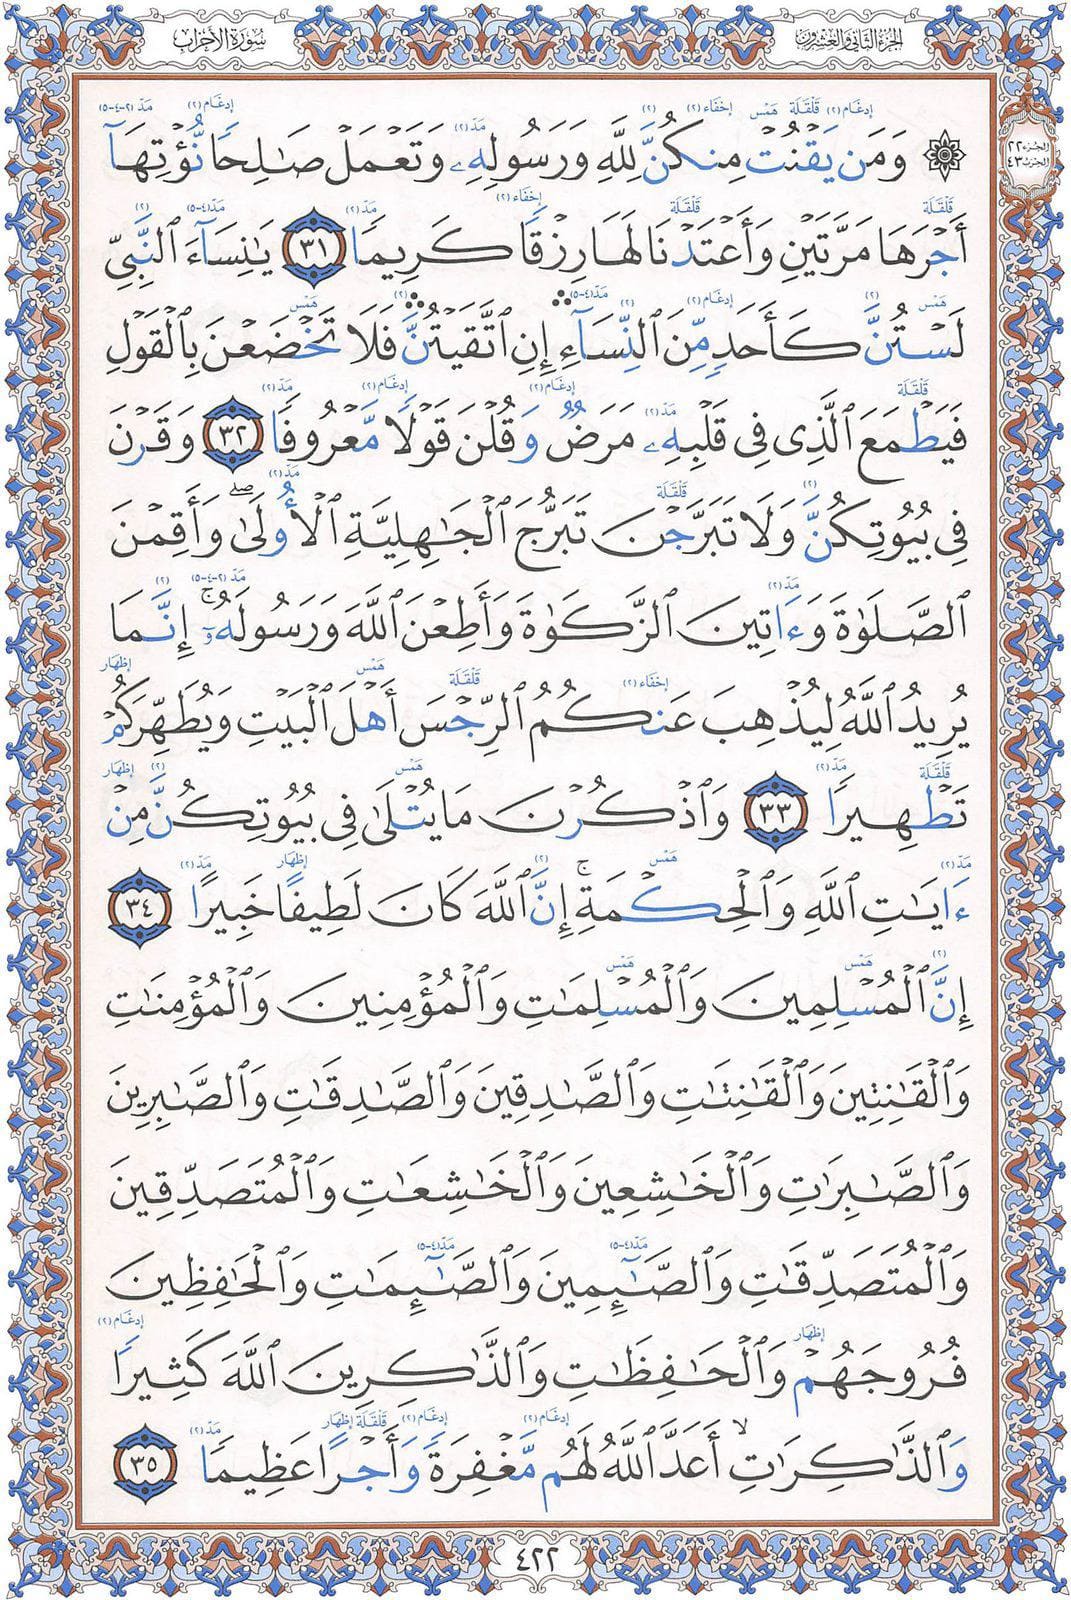 سورة الأحزاب
الجزء الثاني والعشرون
الجزء ٢٢
الحزب ٤٣
وَمَن يَقْنُتْ مِنكُنَّ لِلَّهِ وَرَسُولِهِۦ وَتَعْمَلْ صَٰلِحًا نُّؤْتِهَآ
أَجْرَهَا مَرَّتَيْنِ وَأَعْتَدْنَا لَهَا رِزْقًا كَرِيمًا ٣١ يَٰنِسَآءَ ٱلنَّبِىِّ
لَسْتُنَّ كَأَحَدٍ مِّنَ ٱلنِّسَآءِ إِنِ ٱتَّقَيْتُنَّ فَلَا تَخْضَعْنَ بِٱلْقَوْلِ
فَيَطْمَعَ ٱلَّذِى فِى قَلْبِهِۦ مَرَضٌ وَقُلْنَ قَوْلًا مَّعْرُوفًا ٣٢ وَقَرْنَ
فِى بُيُوتِكُنَّ وَلَا تَبَرَّجْنَ تَبَرُّجَ ٱلْجَٰهِلِيَّةِ ٱلْأُولَىٰ ۖ وَأَقِمْنَ
ٱلصَّلَوٰةَ وَءَاتِينَ ٱلزَّكَوٰةَ وَأَطِعْنَ ٱللَّهَ وَرَسُولَهُۥٓ ۚ إِنَّمَا
يُرِيدُ ٱللَّهُ لِيُذْهِبَ عَنكُمُ ٱلرِّجْسَ أَهْلَ ٱلْبَيْتِ وَيُطَهِّرَكُمْ
تَطْهِيرًا ٣٣ وَٱذْكُرْنَ مَا يُتْلَىٰ فِى بُيُوتِكُنَّ مِنْ
ءَايَٰتِ ٱللَّهِ وَٱلْحِكْمَةِ ۚ إِنَّ ٱللَّهَ كَانَ لَطِيفًا خَبِيرًا ٣٤
إِنَّ ٱلْمُسْلِمِينَ وَٱلْمُسْلِمَٰتِ وَٱلْمُؤْمِنِينَ وَٱلْمُؤْمِنَٰتِ
وَٱلْقَٰنِتِينَ وَٱلْقَٰنِتَٰتِ وَٱلصَّٰدِقِينَ وَٱلصَّٰدِقَٰتِ وَٱلصَّٰبِرِينَ
وَٱلصَّٰبِرَٰتِ وَٱلْخَٰشِعِينَ وَٱلْخَٰشِعَٰتِ وَٱلْمُتَصَدِّقِينَ
وَٱلْمُتَصَدِّقَٰتِ وَٱلصَّٰٓئِمِينَ وَٱلصَّٰٓئِمَٰتِ وَٱلْحَٰفِظِينَ
فُرُوجَهُمْ وَٱلْحَٰفِظَٰتِ وَٱلذَّٰكِرِينَ ٱللَّهَ كَثِيرًا
وَٱلذَّٰكِرَٰتِ أَعَدَّ ٱللَّهُ لَهُم مَّغْفِرَةً وَأَجْرًا عَظِيمًا ٣٥
٤٢٢